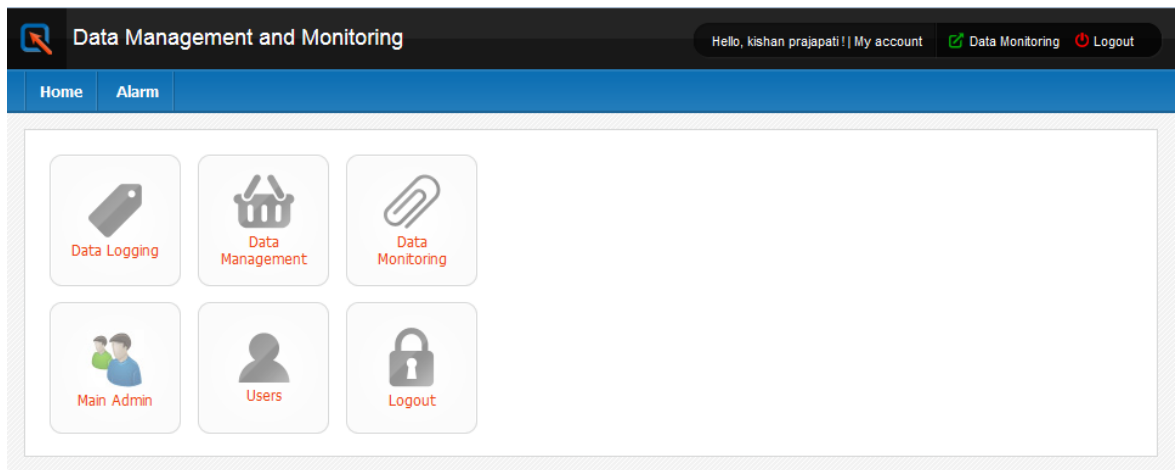 Data Management and Monitoring
Hello, kishan prajapati ! | My account
Data Monitoring
Logout
Home
Alarm
Data Logging
Data
Management
Data
Monitoring
Main Admin
Users
Logout